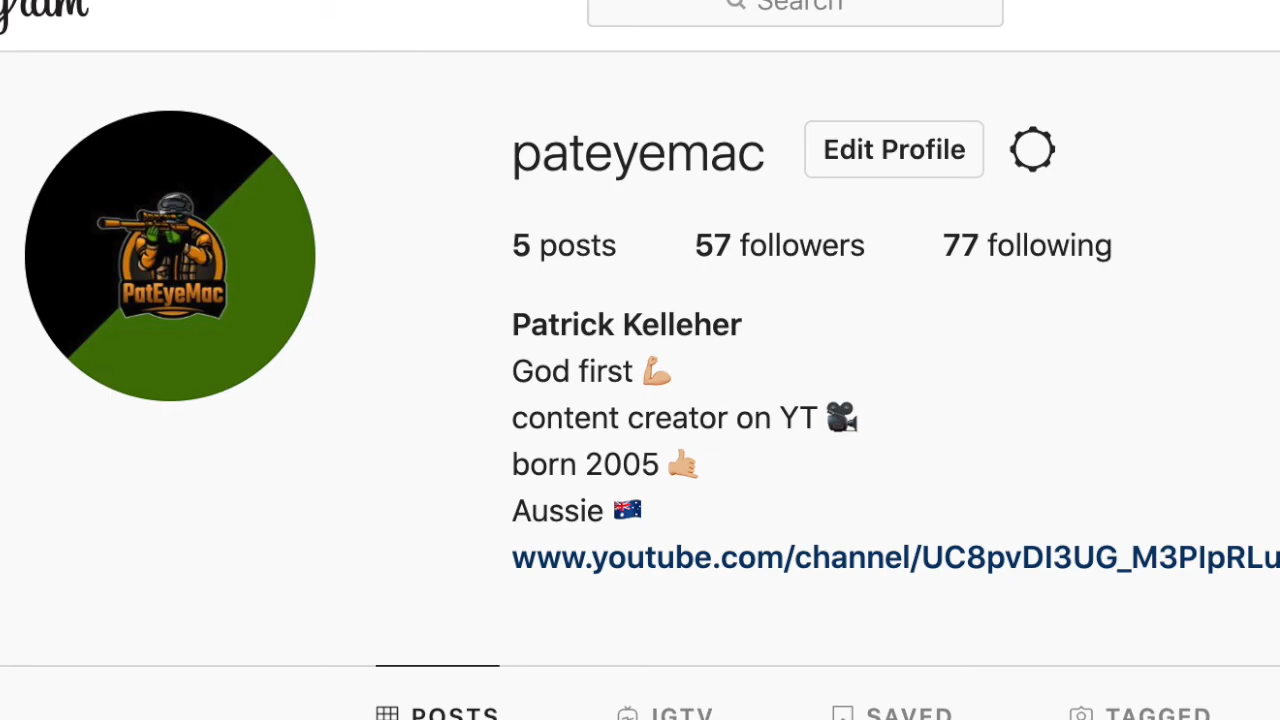 Search
pateyemac Edit Profile
5 posts 57 followers 77 following
PatEyeMac
Patrick Kelleher
God first 💪
content creator on YT 🎥
born 2005 🤙
Aussie 🇦🇺
www.youtube.com/channel/UC8pvDI3UG_M3PIpRLu
POSTS IGTV SAVED TAGGED